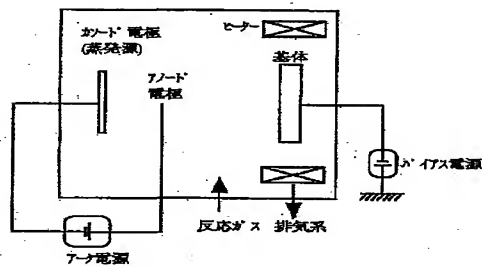 カソード電極
(蒸発源)
アノード
電極
ヒーター
基体
バイアス電源
反応ガス
排気系
アーク電源